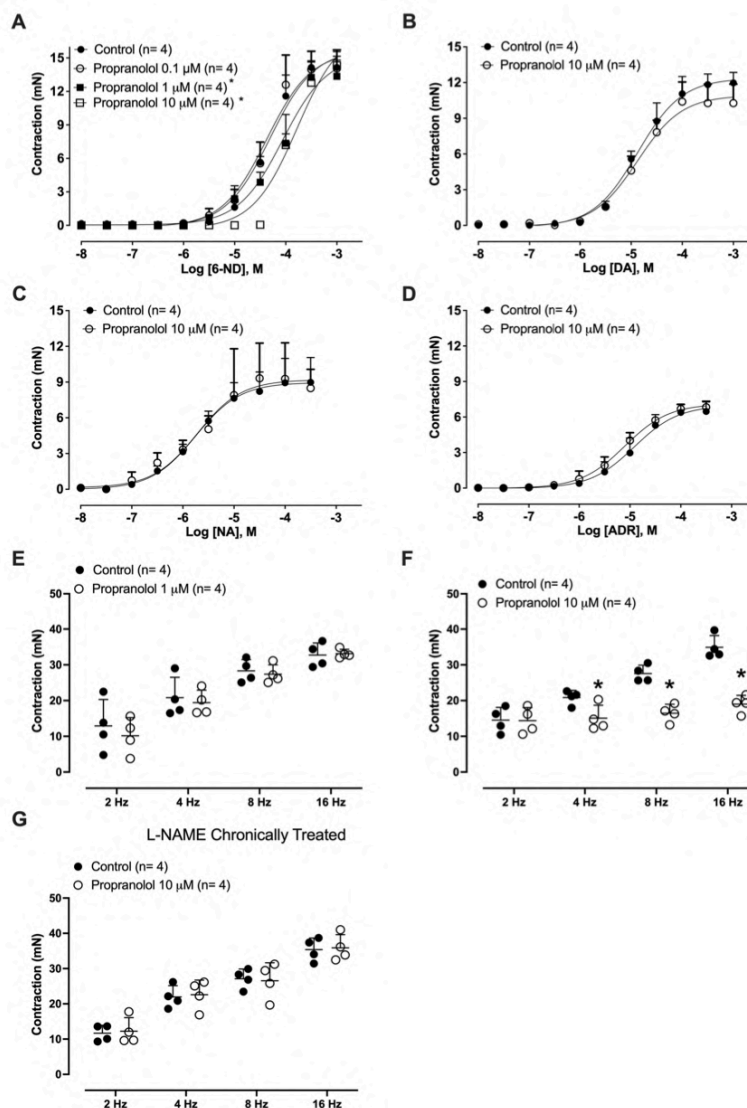 A
Control (n= 4)
Propranolol 0.1 µM (n= 4)
Propranolol 1 µM (n= 4) *
Propranolol 10 µM (n= 4) *
Contraction (mN)
15
12
9
6
3
0
-8 -7 -6 -5 -4 -3
Log [6-ND], M
B
Control (n= 4)
Propranolol 10 µM (n= 4)
Contraction (mN)
15
12
9
6
3
0
-8 -7 -6 -5 -4 -3
Log [DA], M
C
Control (n= 4)
Propranolol 10 µM (n= 4)
Contraction (mN)
15
12
9
6
3
0
-8 -7 -6 -5 -4 -3
Log [NA], M
D
Control (n= 4)
Propranolol 10 µM (n= 4)
Contraction (mN)
15
12
9
6
3
0
-8 -7 -6 -5 -4 -3
Log [ADR], M
E
Control (n= 4)
Propranolol 1 µM (n= 4)
Contraction (mN)
50
40
30
20
10
0
2 Hz 4 Hz 8 Hz 16 Hz
F
Control (n= 4)
Propranolol 10 µM (n= 4)
Contraction (mN)
50
40
30
20
10
0
* * *
2 Hz 4 Hz 8 Hz 16 Hz
G
L-NAME Chronically Treated
Control (n= 4)
Propranolol 10 µM (n= 4)
Contraction (mN)
50
40
30
20
10
0
2 Hz 4 Hz 8 Hz 16 Hz